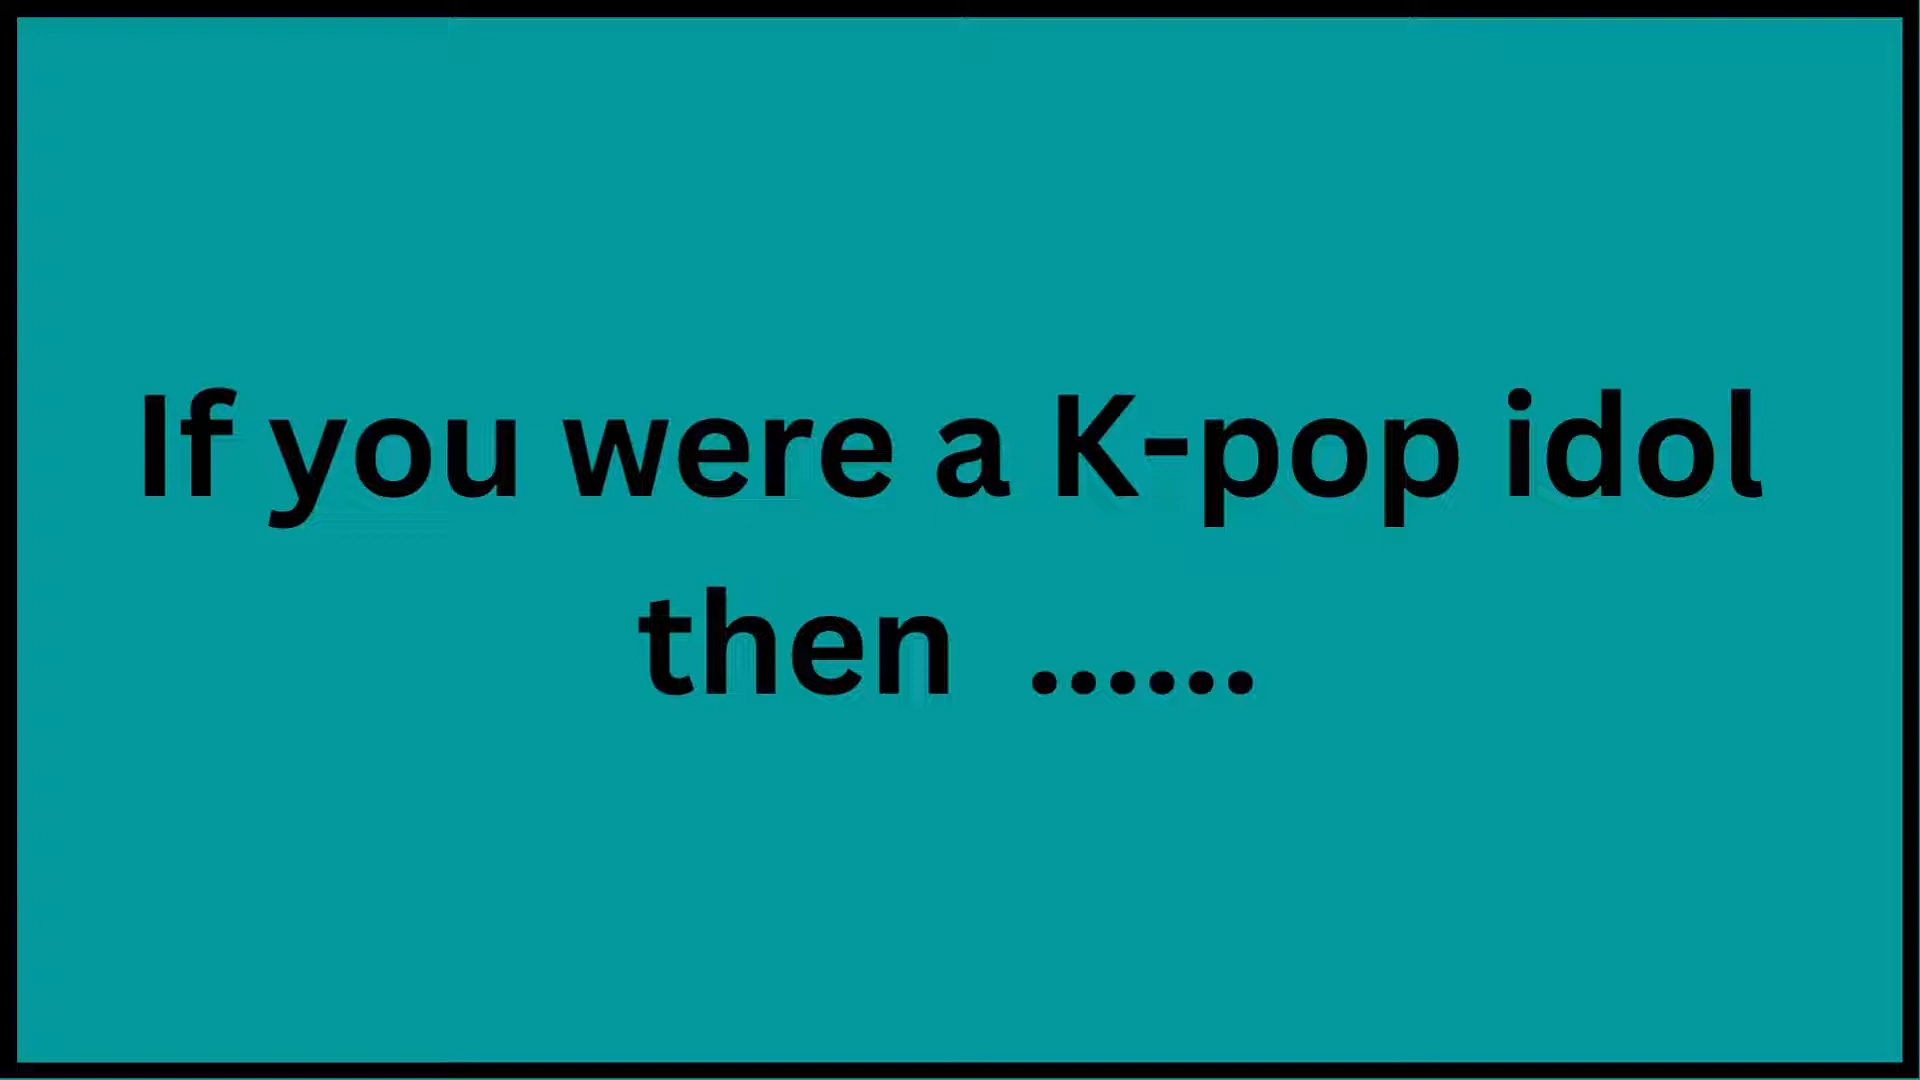 If you were a K-pop idol
then ......